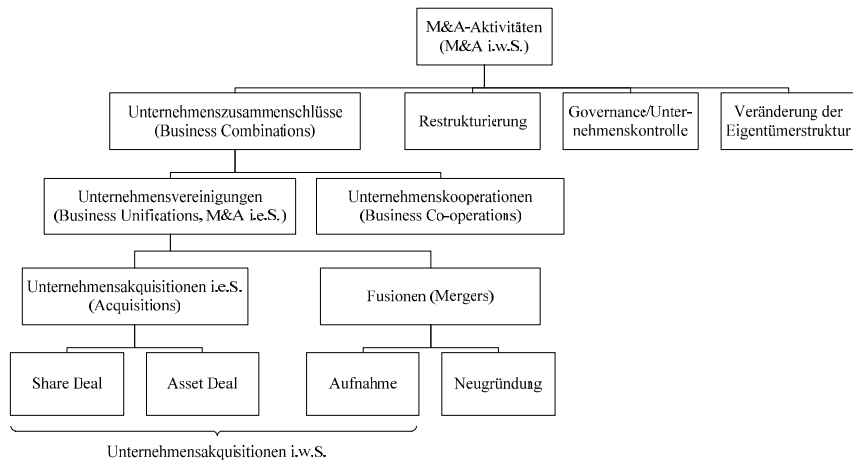 M&A-Aktivitäten
(M&A i.w.S.)
Unternehmenszusammenschlüsse
(Business Combinations)
Restrukturierung
Governance/Unter-
nehmenskontrolle
Veränderung der
Eigentümerstruktur
Unternehmensvereinigungen
(Business Unifications, M&A i.e.S.)
Unternehmenskooperationen
(Business Co-operations)
Unternehmensakquisitionen i.e.S.
(Acquisitions)
Fusionen (Mergers)
Share Deal
Asset Deal
Aufnahme
Neugründung
Unternehmensakquisitionen i.w.S.